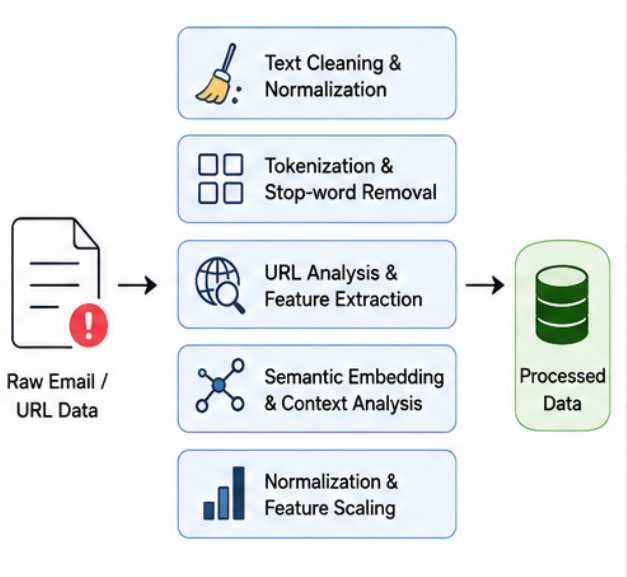 Text Cleaning &
Normalization
Tokenization &
Stop-word Removal
Raw Email /
URL Data
URL Analysis &
Feature Extraction
Semantic Embedding
& Context Analysis
Normalization &
Feature Scaling
Processed
Data